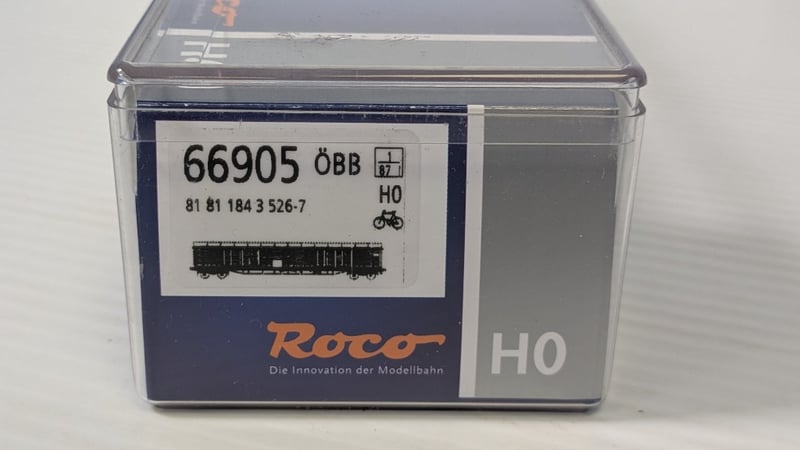 66905 ÖBB 1
87
H0
81 81 184 3 526-7
Roco
Die Innovation der Modellbahn
H0